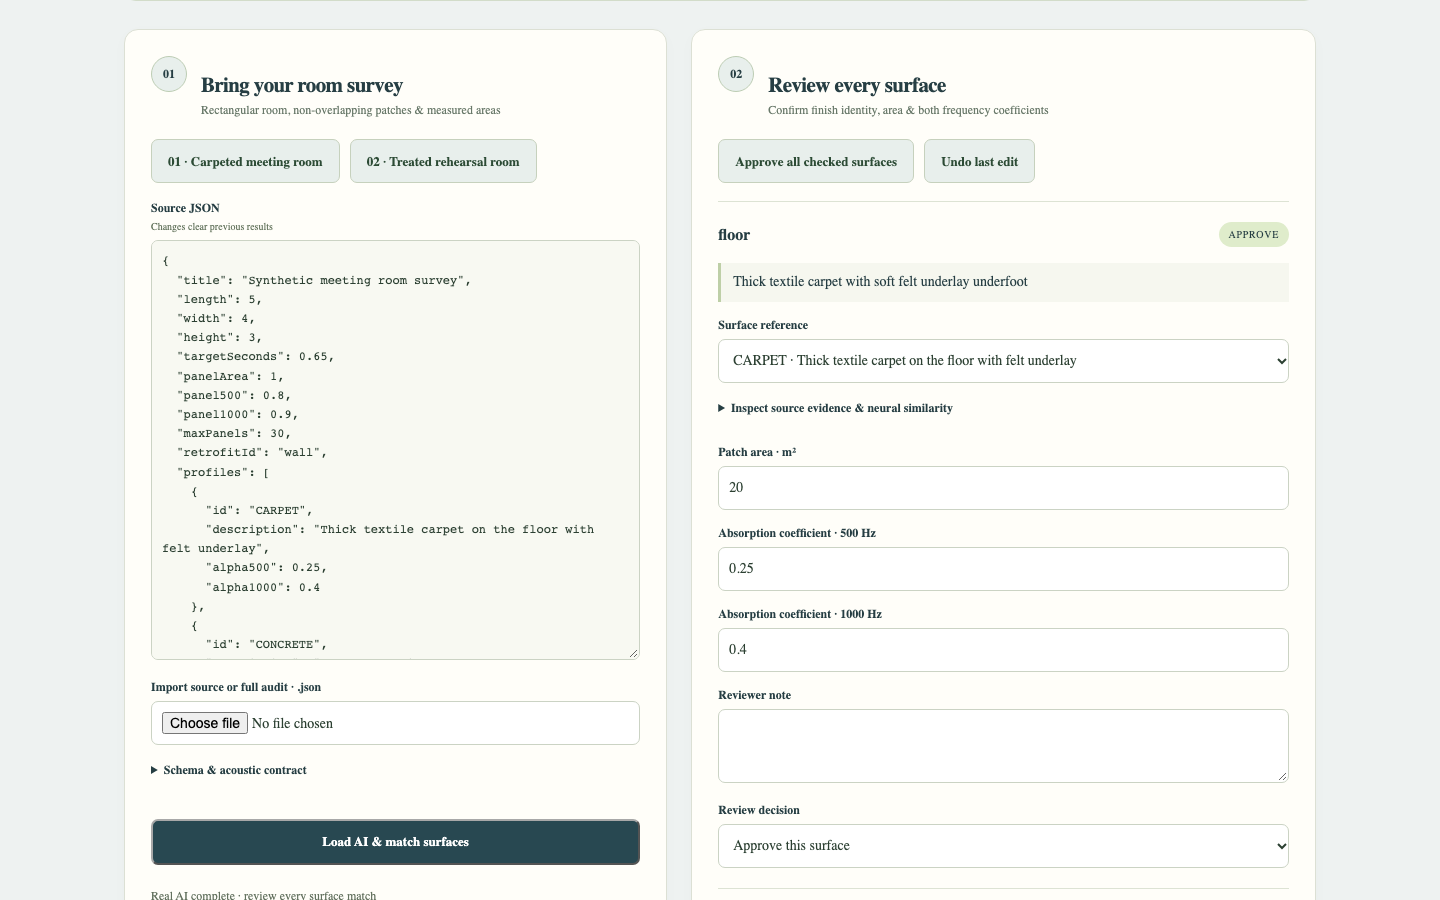 01
Bring your room survey
Rectangular room, non-overlapping patches & measured areas
01 · Carpeted meeting room
02 · Treated rehearsal room
Source JSON
Changes clear previous results
{
  "title": "Synthetic meeting room survey",
  "length": 5,
  "width": 4,
  "height": 3,
  "targetSeconds": 0.65,
  "panelArea": 1,
  "panel500": 0.8,
  "panel1000": 0.9,
  "maxPanels": 30,
  "retrofitId": "wall",
  "profiles": [
    {
      "id": "CARPET",
      "description": "Thick textile carpet on the floor with
felt underlay",
      "alpha500": 0.25,
      "alpha1000": 0.4
    },
    {
      "id": "CONCRETE",
Import source or full audit · .json
Choose file No file chosen
Schema & acoustic contract
Load AI & match surfaces
Real AI complete · review every surface match
02
Review every surface
Confirm finish identity, area & both frequency coefficients
Approve all checked surfaces
Undo last edit
floor
APPROVE
Thick textile carpet with soft felt underlay underfoot
Surface reference
CARPET · Thick textile carpet on the floor with felt underlay
Inspect source evidence & neural similarity
Patch area · m²
20
Absorption coefficient · 500 Hz
0.25
Absorption coefficient · 1000 Hz
0.4
Reviewer note
Review decision
Approve this surface